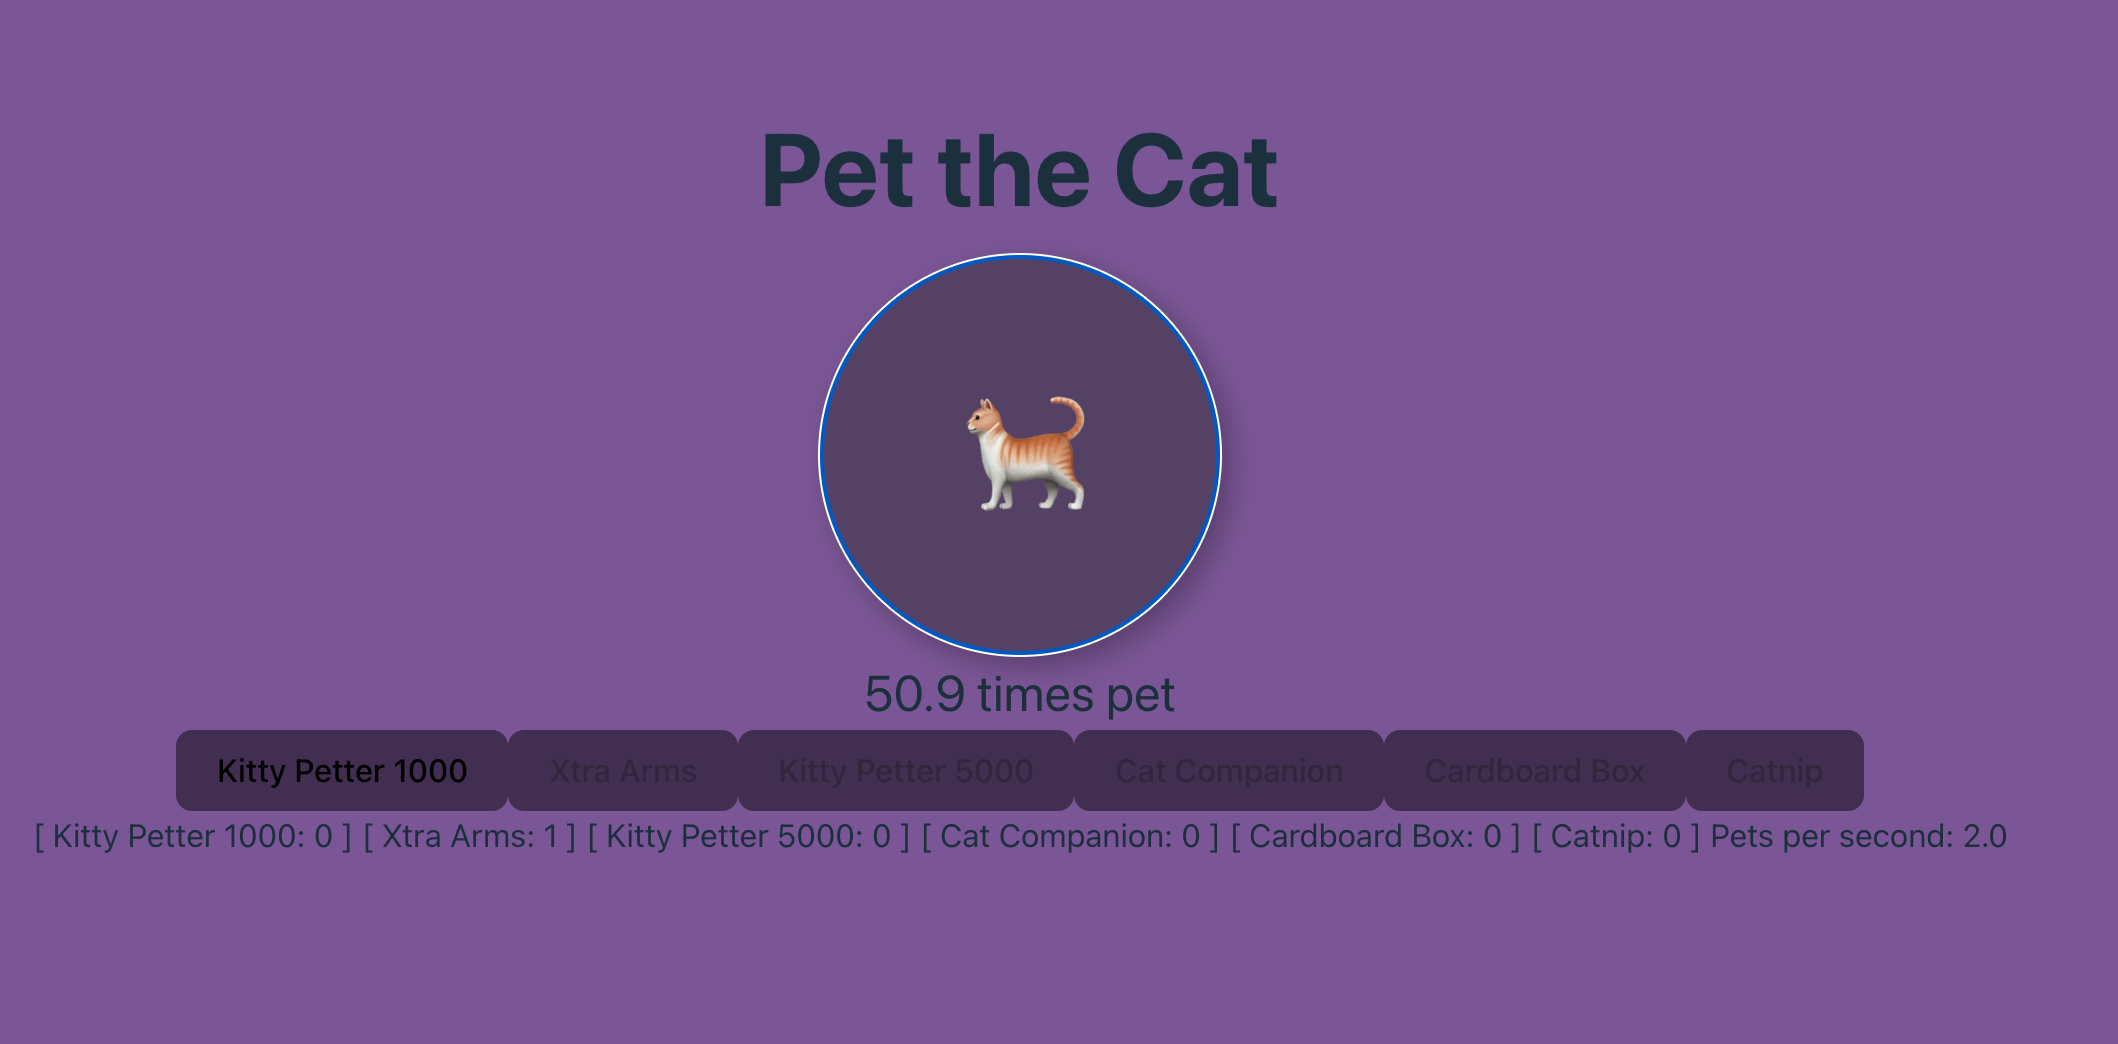 Pet the Cat
50.9 times pet
Kitty Petter 1000 Xtra Arms Kitty Petter 5000 Cat Companion Cardboard Box Catnip
[ Kitty Petter 1000: 0 ] [ Xtra Arms: 1 ] [ Kitty Petter 5000: 0 ] [ Cat Companion: 0 ] [ Cardboard Box: 0 ] [ Catnip: 0 ] Pets per second: 2.0